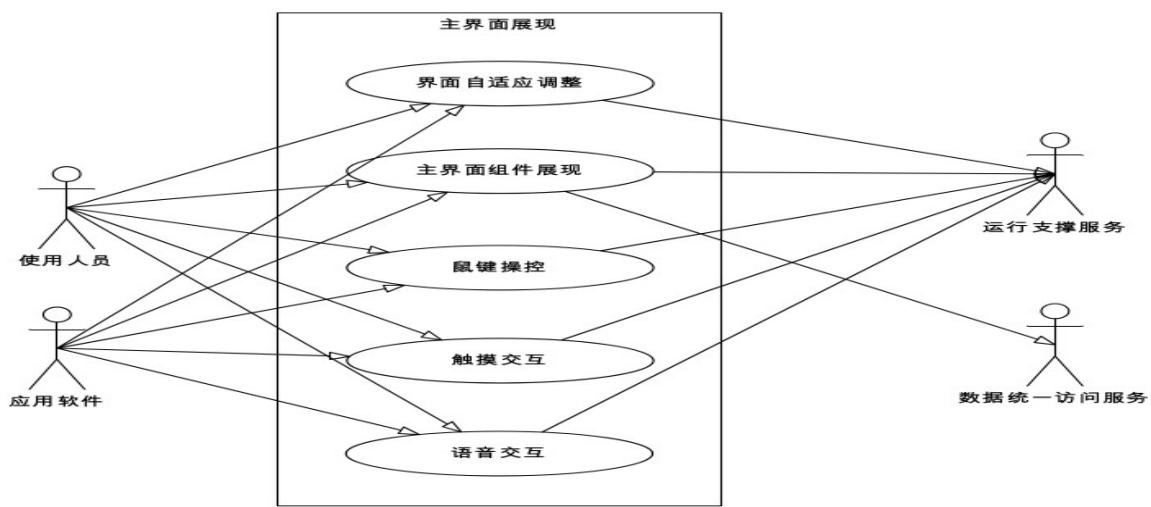 主界面展现
界面自适应调整
主界面组件展现
使用人员
运行支撑服务
鼠键操控
应用软件
触摸交互
数据统一访问服务
语音交互